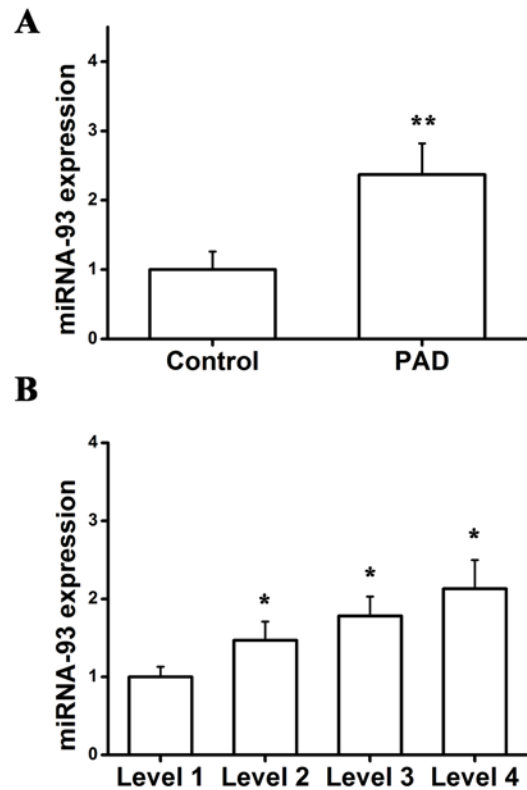 A
miRNA-93 expression
4
3
2
1
0
**
Control PAD
B
miRNA-93 expression
4
3
2
1
0
* * *
Level 1 Level 2 Level 3 Level 4